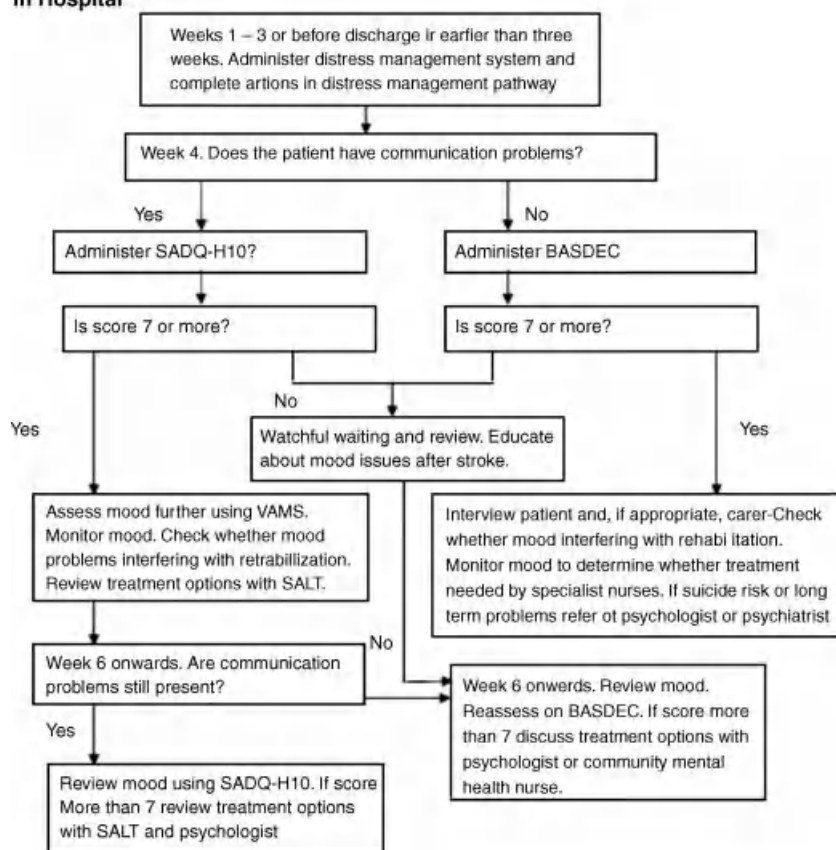 in Hospital
Weeks 1 – 3 or before discharge ir earlier than three
weeks. Administer distress management system and
complete artions in distress management pathway
Week 4. Does the patient have communication problems?
Yes
No
Administer SADQ-H10?
Administer BASDEC
Is score 7 or more?
Is score 7 or more?
No
Yes
Yes
Watchful waiting and review. Educate
about mood issues after stroke.
Assess mood further using VAMS.
Monitor mood. Check whether mood
problems interfering with retrabillization.
Review treatment options with SALT.
Interview patient and, if appropriate, carer-Check
whether mood interfering with rehabi itation.
Monitor mood to determine whether treatment
needed by specialist nurses. If suicide risk or long
term problems refer ot psychologist or psychiatrist
No
Week 6 onwards. Are communication
problems still present?
Week 6 onwards. Review mood.
Reassess on BASDEC. If score more
than 7 discuss treatment options with
psychologist or community mental
health nurse.
Yes
Review mood using SADQ-H10. If score
More than 7 review treatment options
with SALT and psychologist